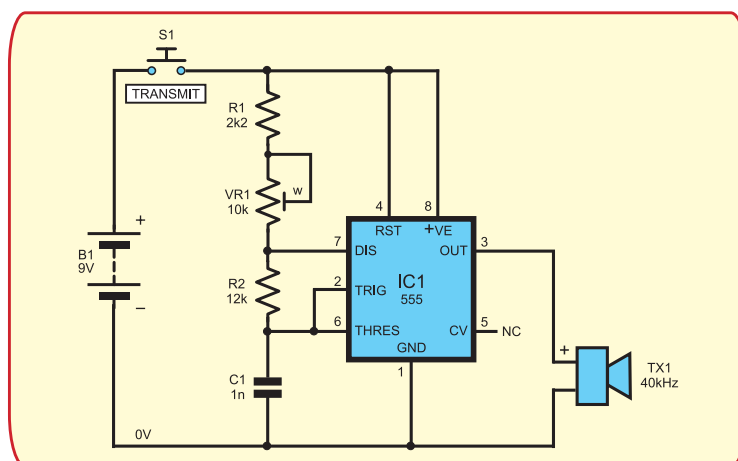 S1
TRANSMIT
R1
2k2
VR1
10k
w
4
8
RST
+VE
7
DIS
OUT
3
B1
9V
+
−
R2
12k
2
TRIG
IC1
555
6
THRES
CV
5
NC
GND
1
C1
1n
+
TX1
40kHz
0V